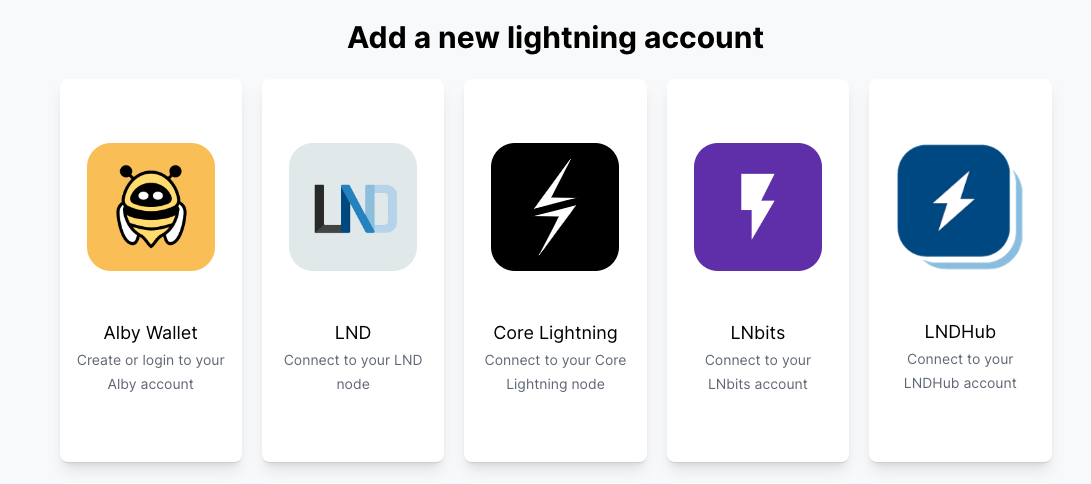 Add a new lightning account
LND
Alby Wallet
Create or login to your
Alby account
LND
Connect to your LND
node
Core Lightning
Connect to your Core
Lightning node
LNbits
Connect to your
LNbits account
LNDHub
Connect to your
LNDHub account